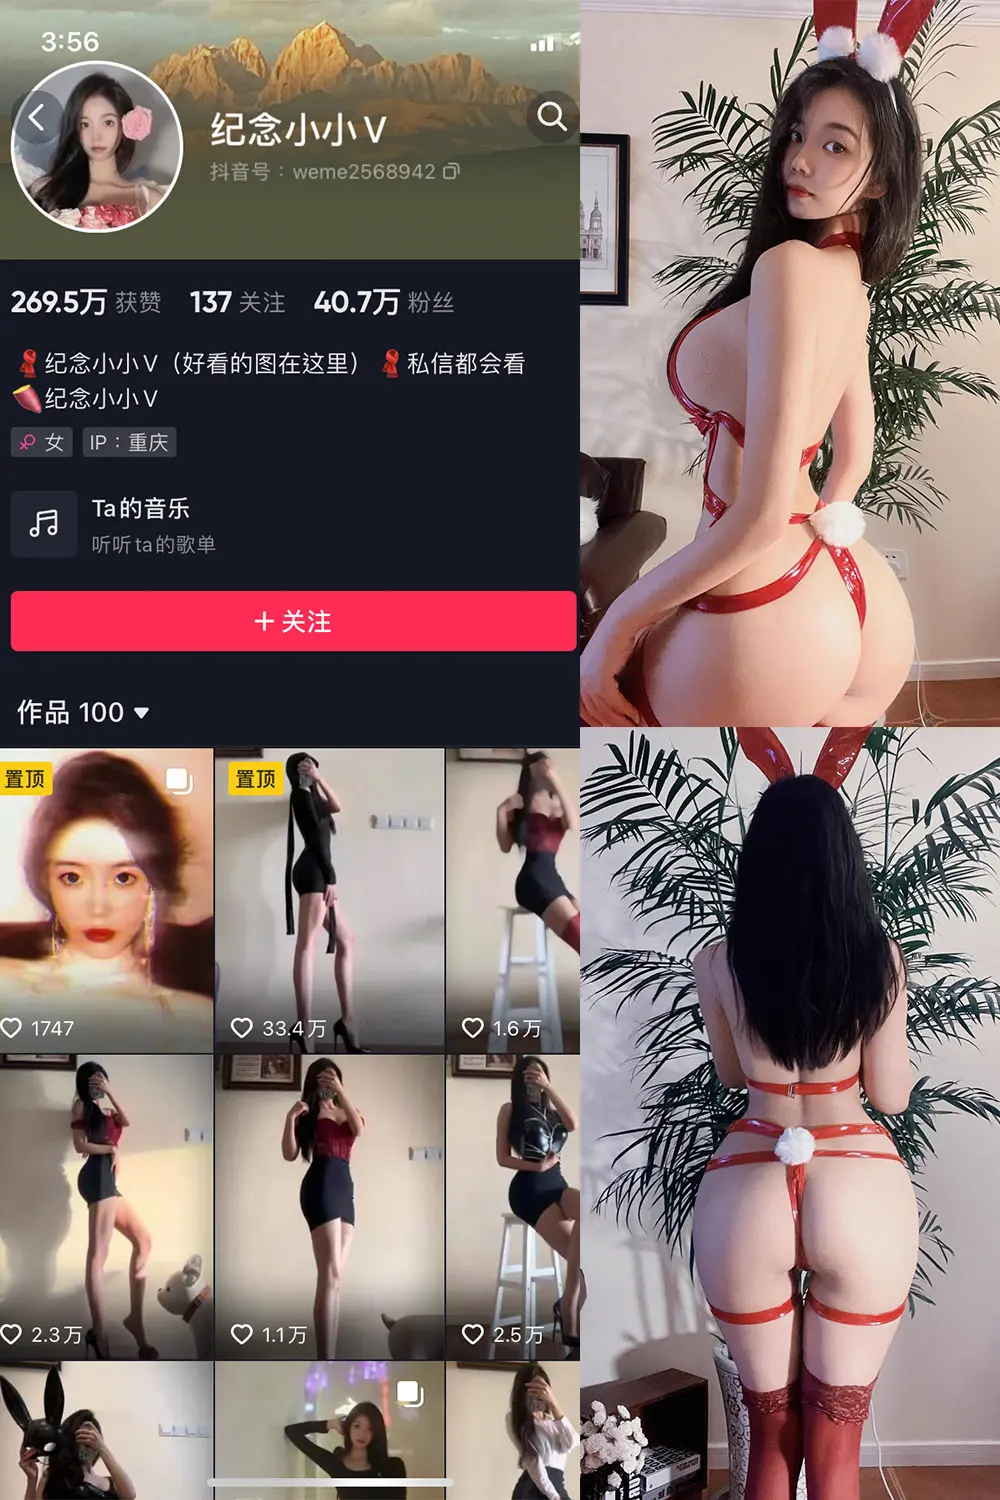 3:56
纪念小小V
抖音号：weme2568942
269.5万 获赞 137 关注 40.7万 粉丝
纪念小小V（好看的图在这里） 私信都会看
纪念小小V
女 IP：重庆
Ta的音乐
听听ta的歌单
+ 关注
作品 100
置顶
置顶
1747
33.4万
1.6万
2.3万
1.1万
2.5万